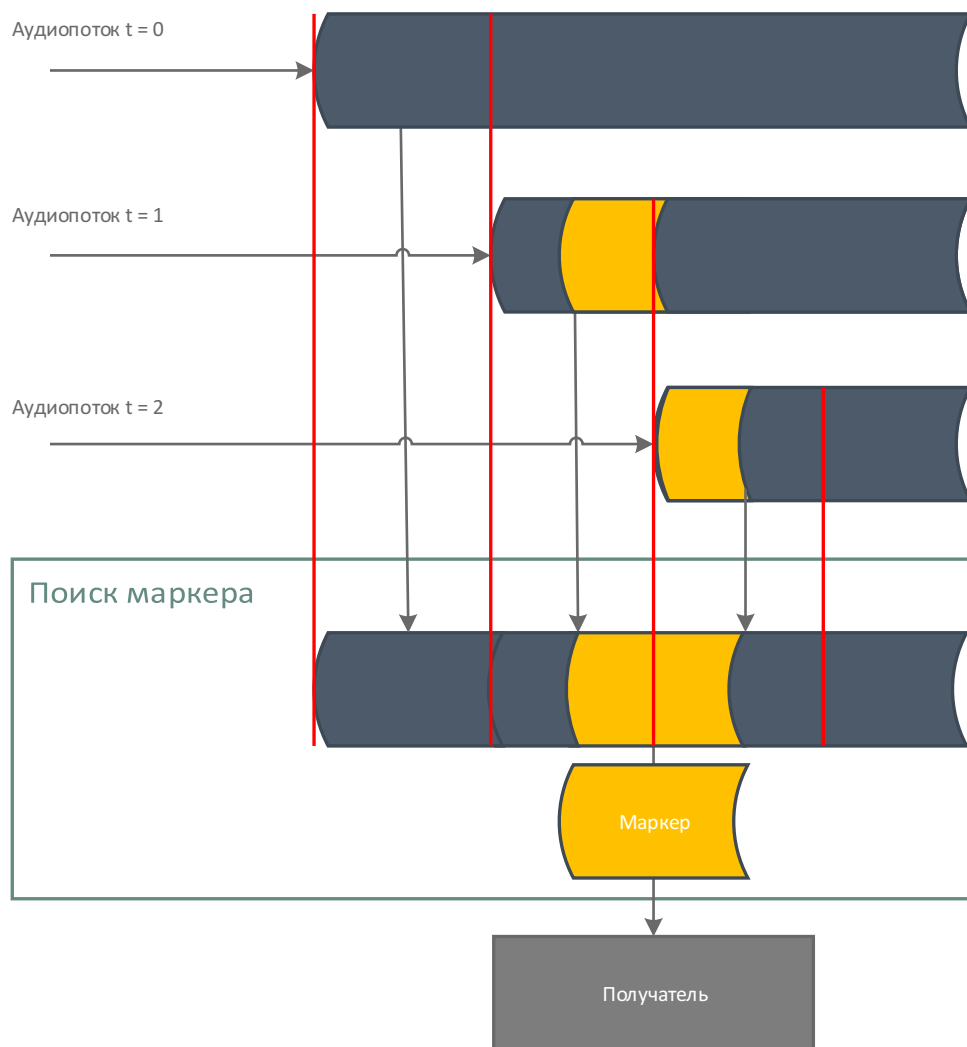 Аудиопоток t = 0
Аудиопоток t = 1
Аудиопоток t = 2
Поиск маркера
Маркер
Получатель